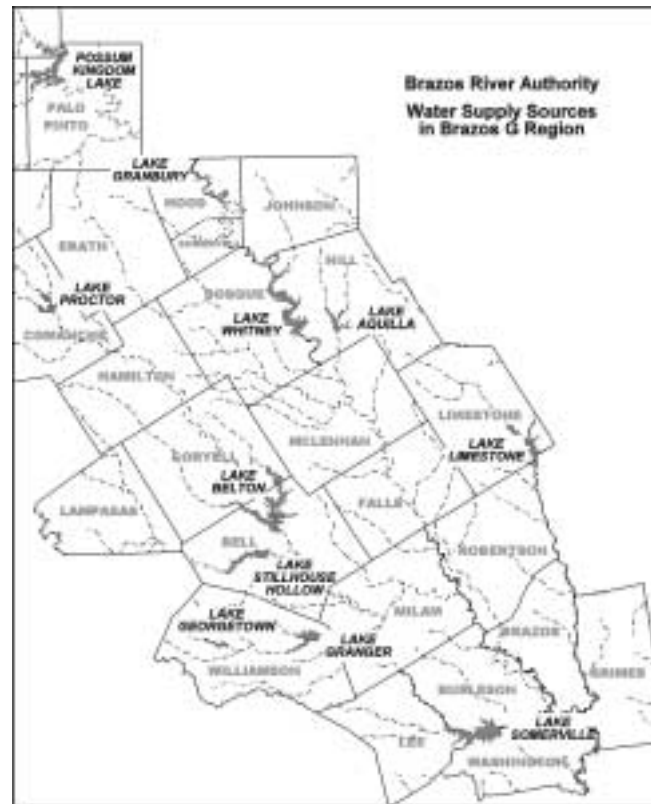 POSSUM
KINGDOM
LAKE
Brazos River Authority
Water Supply Sources
in Brazos G Region
PALO
PINTO
LAKE
GRANBURY
HOOD
JOHNSON
ERATH
HILL
LAKE
PROCTOR
BOSQUE
LAKE
WHITNEY
LAKE
AQUILLA
COMANCHE
HAMILTON
LIMESTONE
MCLENNAN
LAKE
LIMESTONE
CORYELL
LAKE
BELTON
FALLS
LAMPASAS
BELL
ROBERTSON
LAKE
STILLHOUSE
HOLLOW
LAKE
GEORGETOWN
MILAM
LAKE
GRANGER
BRAZOS
WILLIAMSON
GRIMES
BURLESON
LAKE
SOMERVILLE
LEE
WASHINGTON